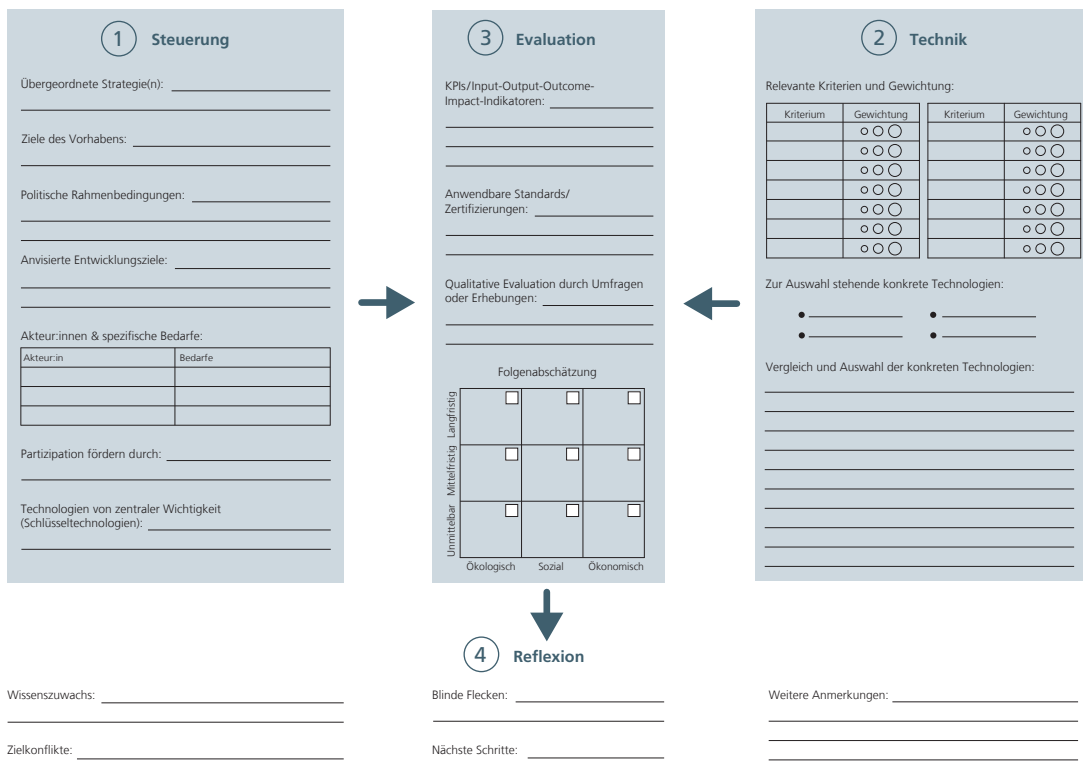 1 Steuerung
Übergeordnete Strategie(n):
Ziele des Vorhabens:
Politische Rahmenbedingungen:
Anvisierte Entwicklungsziele:
Akteur:innen & spezifische Bedarfe:
Akteur:in Bedarfe
Partizipation fördern durch:
Technologien von zentraler Wichtigkeit
(Schlüsseltechnologien):
3 Evaluation
KPIs/Input-Output-Outcome-
Impact-Indikatoren:
Anwendbare Standards/
Zertifizierungen:
Qualitative Evaluation durch Umfragen
oder Erhebungen:
Folgenabschätzung
Langfristig
Mittelfristig
Unmittelbar
Ökologisch Sozial Ökonomisch
2 Technik
Relevante Kriterien und Gewichtung:
Kriterium Gewichtung Kriterium Gewichtung
Zur Auswahl stehende konkrete Technologien:
Vergleich und Auswahl der konkreten Technologien:
4 Reflexion
Wissenszuwachs:
Zielkonflikte:
Blinde Flecken:
Nächste Schritte:
Weitere Anmerkungen: